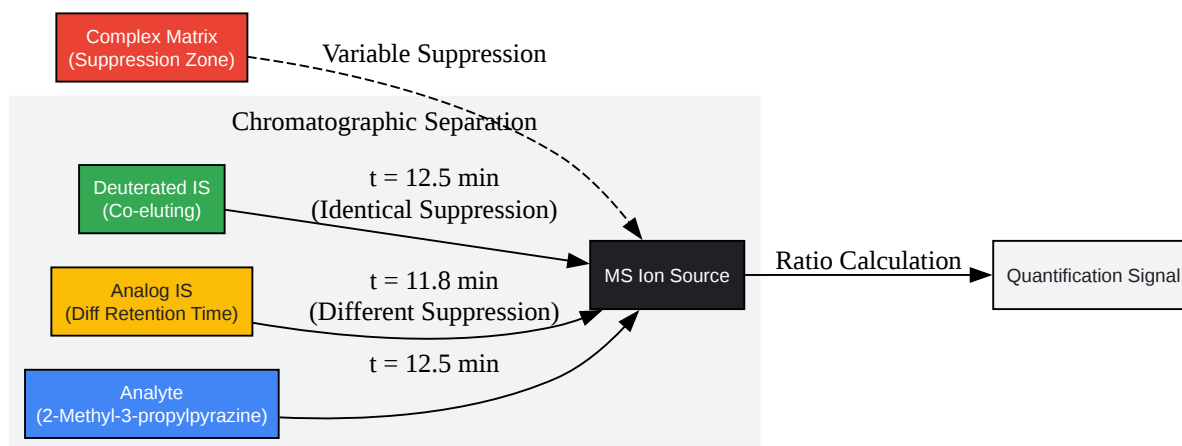 Complex Matrix
(Suppression Zone)
Variable Suppression
Chromatographic Separation
Deuterated IS
(Co-eluting)
t = 12.5 min
(Identical Suppression)
MS Ion Source
Ratio Calculation
Quantification Signal
Analog IS
(Diff Retention Time)
t = 11.8 min
(Different Suppression)
t = 12.5 min
Analyte
(2-Methyl-3-propylpyrazine)